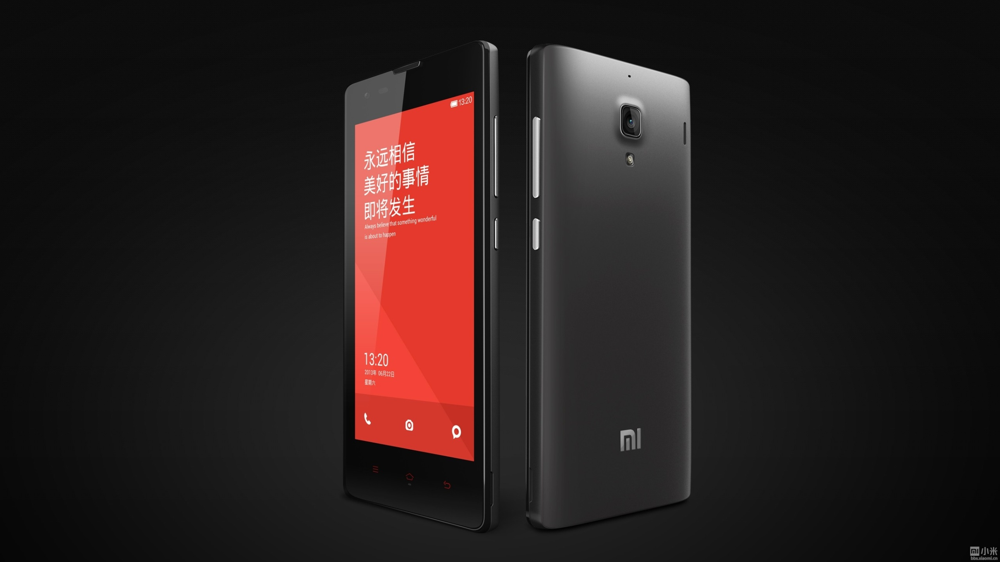 13:20
永远相信
美好的事情
即将发生
Always believe that something wonderful
is about to happen
13:20
2013年 06月22日
星期六
MI
MI 小米
bbs.xiaomi.cn